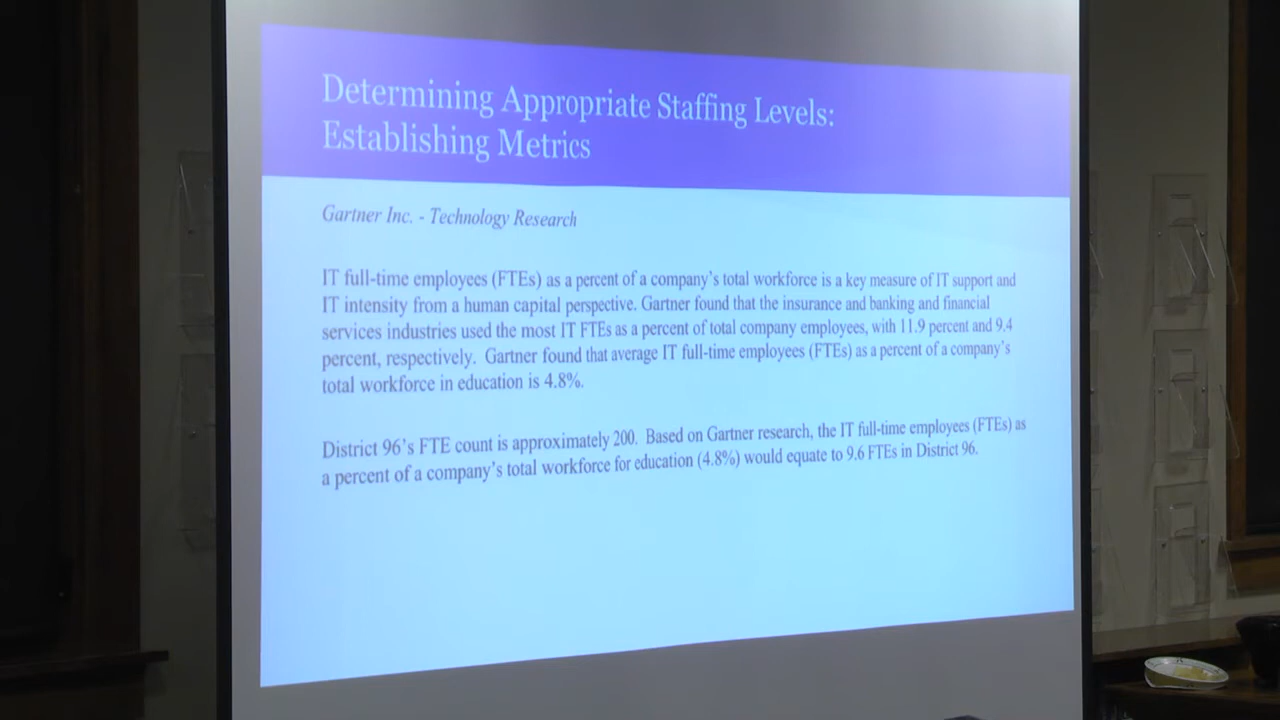 Determining Appropriate Staffing Levels:
Establishing Metrics
Gartner Inc. - Technology Research
IT full-time employees (FTEs) as a percent of a company's total workforce is a key measure of IT support and
IT intensity from a human capital perspective. Gartner found that the insurance and banking and financial
services industries used the most IT FTEs as a percent of total company employees, with 11.9 percent and 9.4
percent, respectively.  Gartner found that average IT full-time employees (FTEs) as a percent of a company's
total workforce in education is 4.8%.
District 96's FTE count is approximately 200.  Based on Gartner research, the IT full-time employees (FTEs) as
a percent of a company's total workforce for education (4.8%) would equate to 9.6 FTEs in District 96.